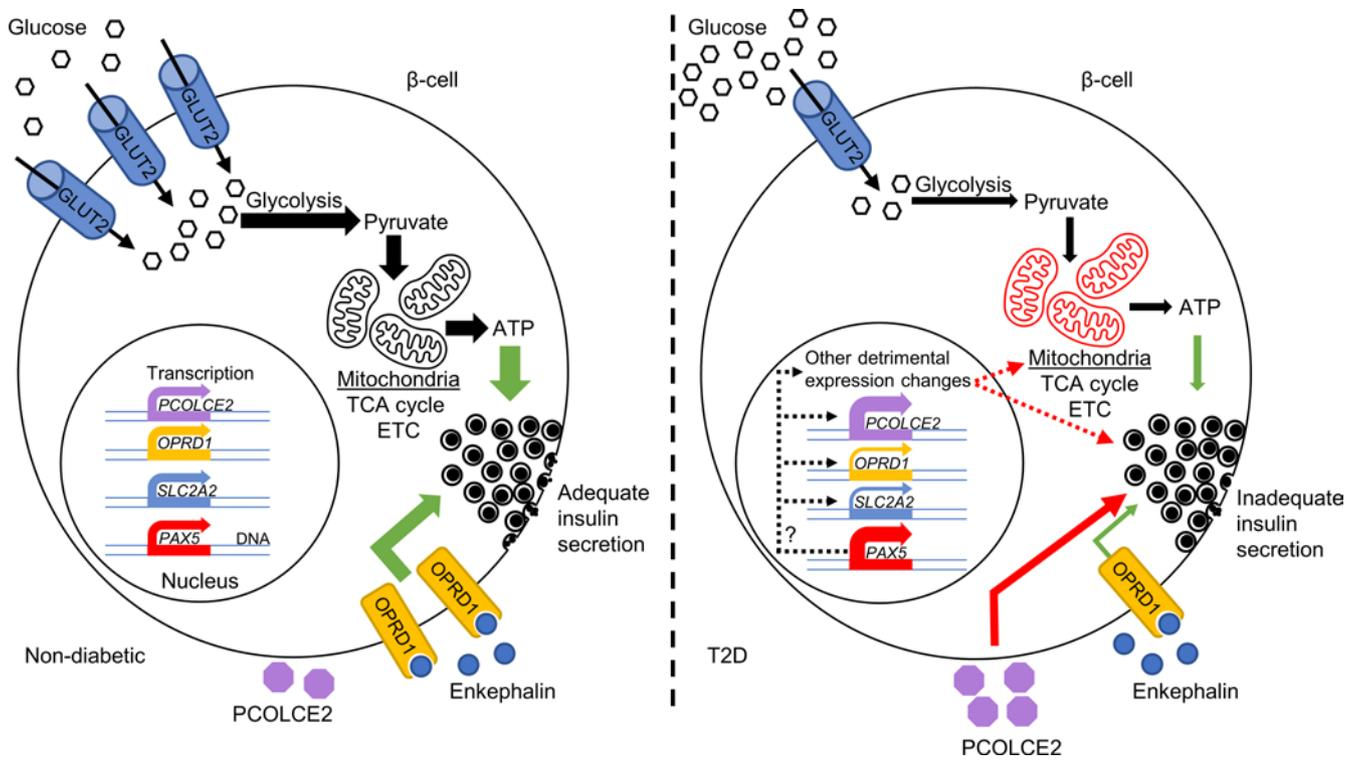 Glucose
β-cell
GLUT2
GLUT2
GLUT2
Glycolysis
Pyruvate
ATP
Mitochondria
TCA cycle
ETC
Transcription
PCOLCE2
OPRD1
SLC2A2
PAX5
DNA
Nucleus
Adequate
insulin
secretion
OPRD1
OPRD1
Enkephalin
Non-diabetic
PCOLCE2
Glucose
β-cell
GLUT2
Glycolysis
Pyruvate
ATP
Mitochondria
TCA cycle
ETC
Other detrimental
expression changes
PCOLCE2
OPRD1
SLC2A2
?
PAX5
Inadequate
insulin
secretion
OPRD1
Enkephalin
T2D
PCOLCE2